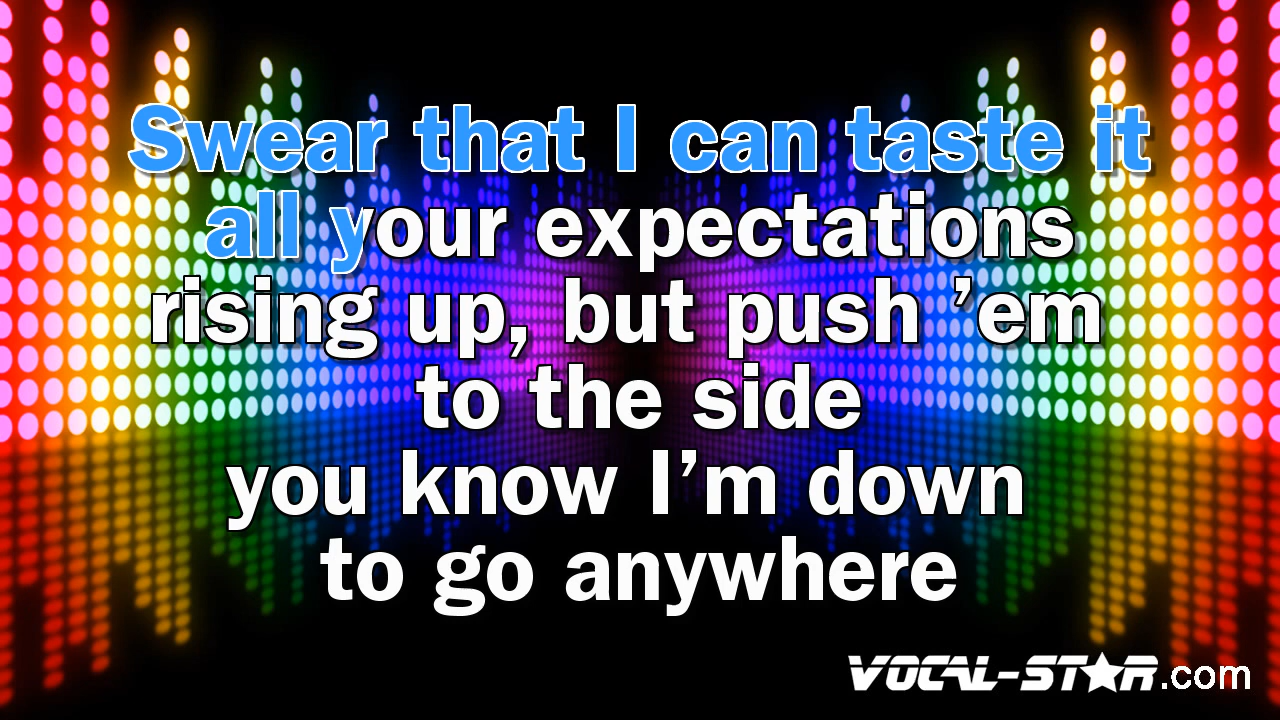 Swear that I can taste it
all your expectations
rising up, but push ’em
to the side
you know I’m down
to go anywhere
VOCAL-STAR.com